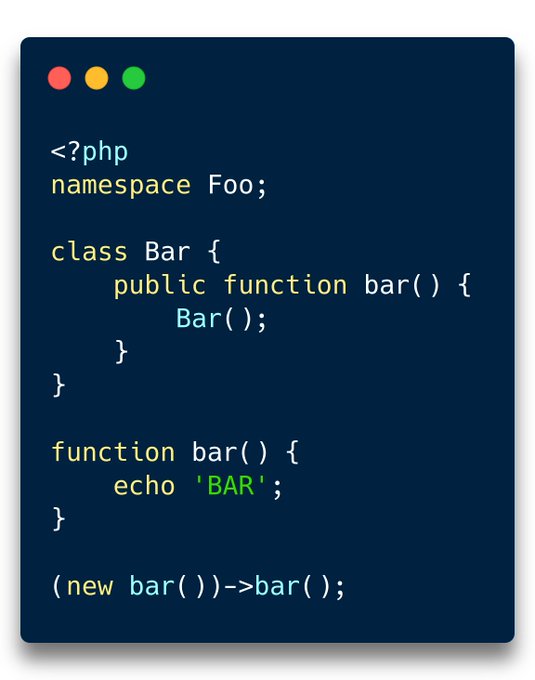 <?php
namespace Foo;

class Bar {
    public function bar() {
        Bar();
    }
}

function bar() {
    echo 'BAR';
}

(new bar())->bar();